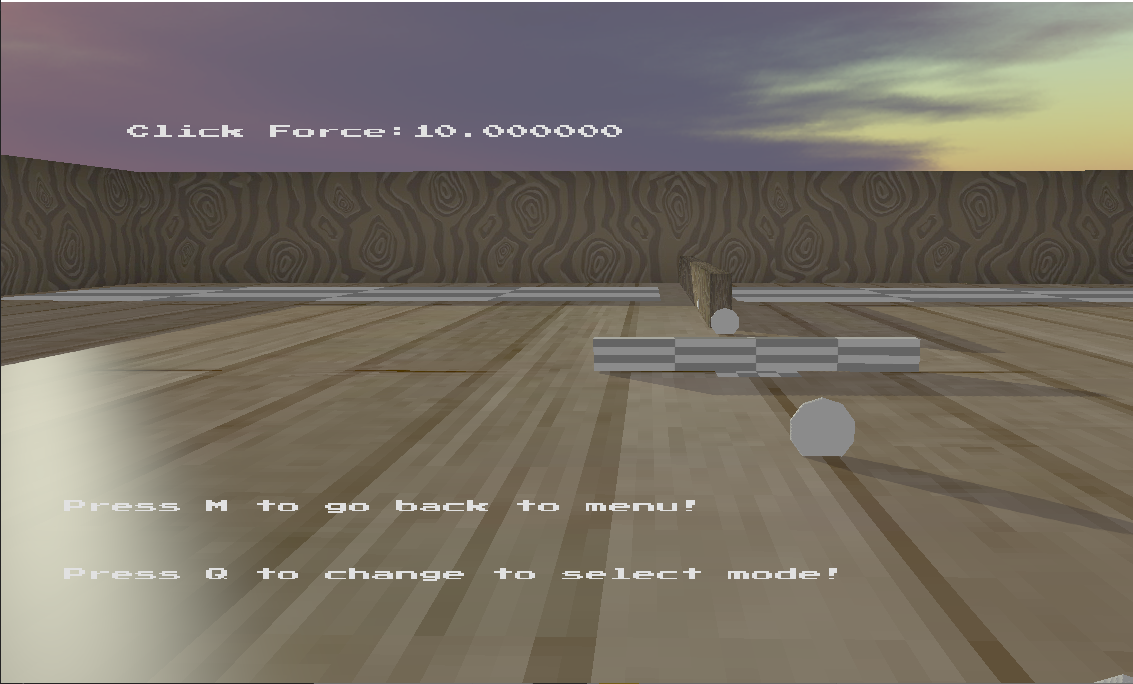 Click Force:10.000000
Press M to go back to menu!
Press Q to change to select mode!